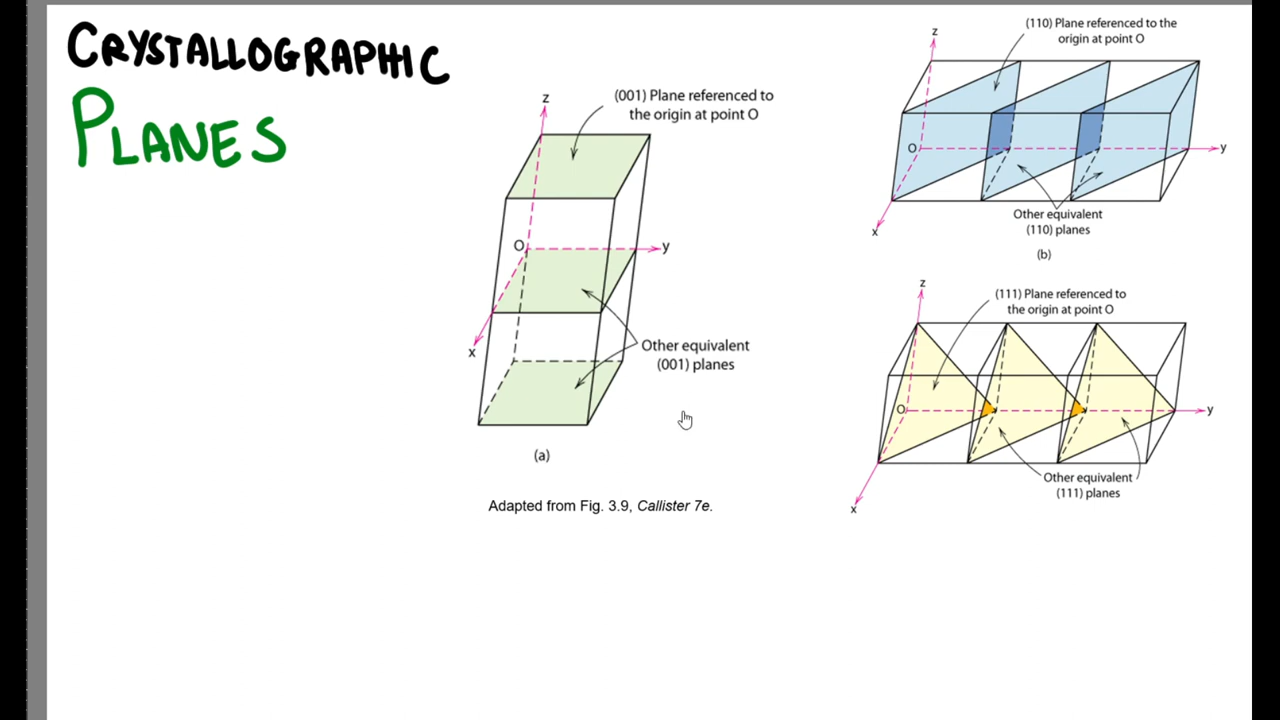 CRYSTALLOGRAPHIC
PLANES
z
(001) Plane referenced to
the origin at point O
O
y
x
Other equivalent
(001) planes
(a)
Adapted from Fig. 3.9, Callister 7e.
(110) Plane referenced to the
origin at point O
z
O
y
x
Other equivalent
(110) planes
(b)
z
(111) Plane referenced to
the origin at point O
O
y
Other equivalent
(111) planes
x